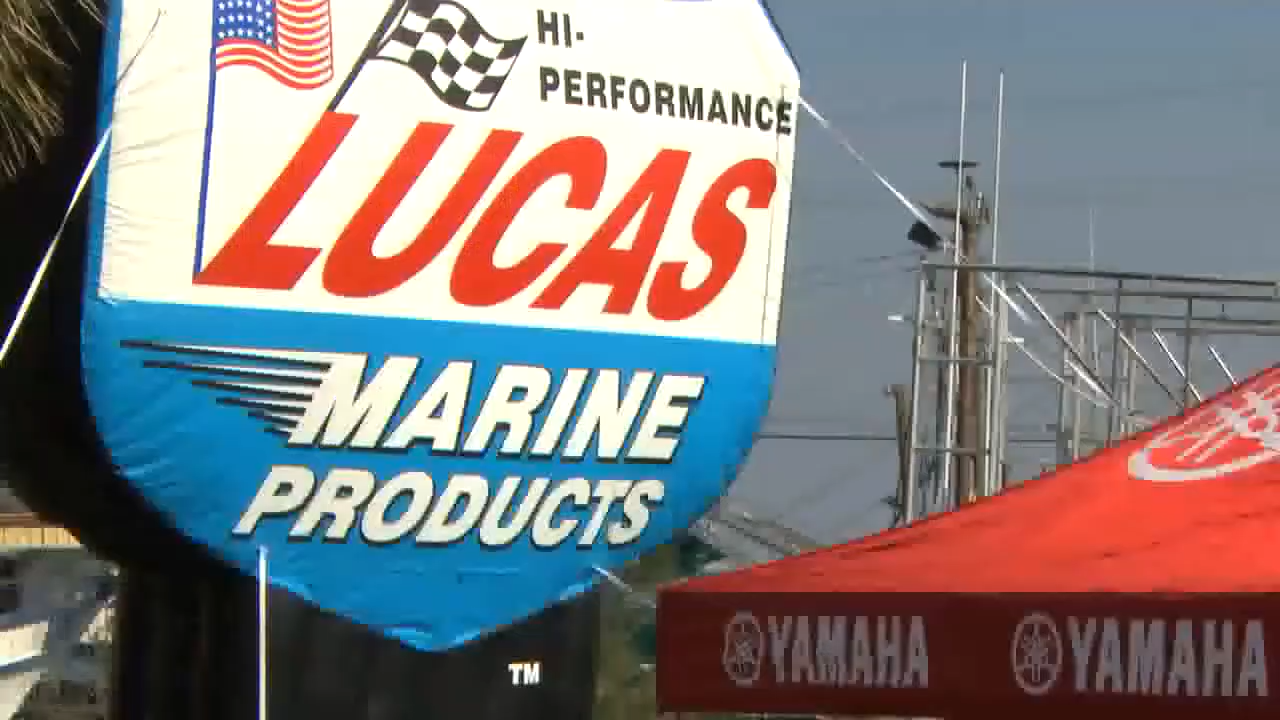 HI-
PERFORMANCE
LUCAS
MARINE
PRODUCTS
TM
YAMAHA YAMAHA